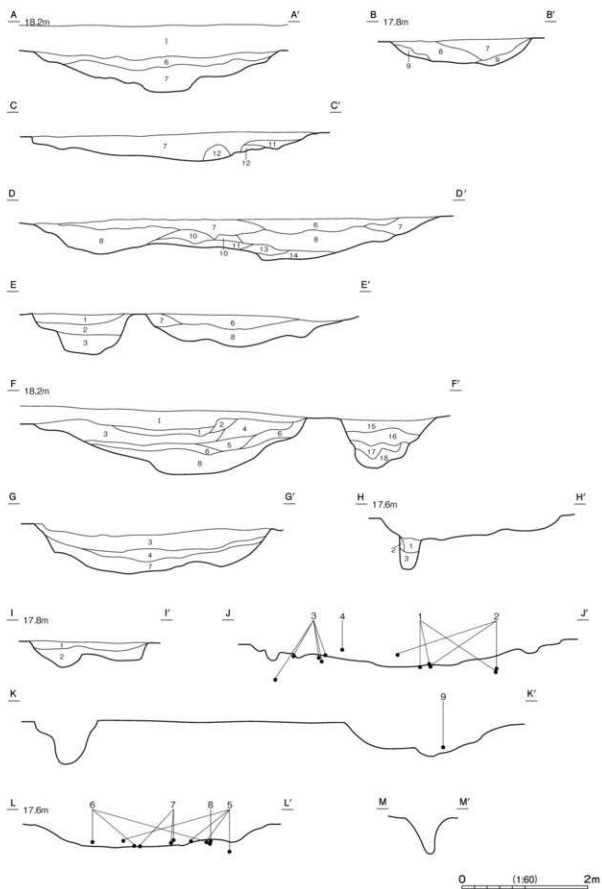 A 18.2m A′
I
6
7
B 17.8m B′
8 7
9 9
C C′
7 12 11
12
D D′
7 6 7
8 10 8
10 11 13 14
E E′
1 7 6
2 8
3
F 18.2m F′
I
3 1 2 4 6
5
6
8
15
16
17
18
G G′
3
4
7
H 17.6m H′
2 1
3
I 17.8m I′
1
2
J J′
3 4 1 2
K K′
9
L 17.6m L′
6 7 8 5
M M′
0 (1:60) 2m